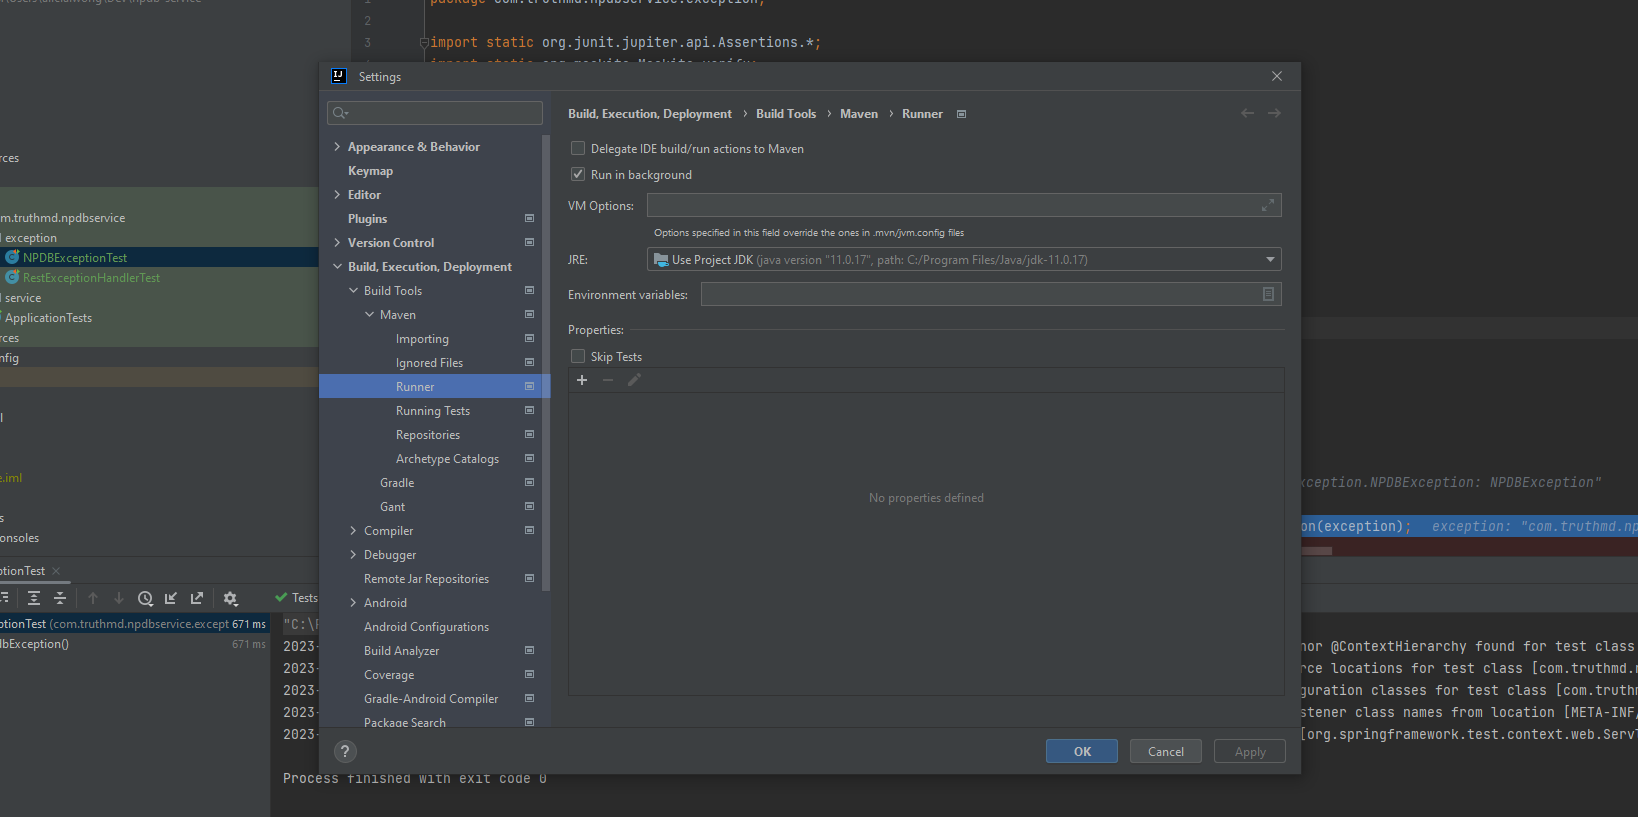 package com.truthmd.npdbservice.exception;
1
2
3
import static org.junit.jupiter.api.Assertions.*;
Settings
Build, Execution, Deployment › Build Tools › Maven › Runner
Appearance & Behavior
Keymap
Editor
Plugins
Version Control
Build, Execution, Deployment
Build Tools
Maven
Importing
Ignored Files
Runner
Running Tests
Repositories
Archetype Catalogs
Gradle
Gant
Compiler
Debugger
Remote Jar Repositories
Android
Android Configurations
Build Analyzer
Coverage
Gradle-Android Compiler
Package Search
Delegate IDE build/run actions to Maven
Run in background
VM Options:
Options specified in this field override the ones in .mvn/jvm.config files
JRE:
Use Project JDK (java version "11.0.17", path: C:/Program Files/Java/jdk-11.0.17)
Environment variables:
Properties:
Skip Tests
No properties defined
OK
Cancel
Apply
?
rces
m.truthmd.npdbservice
exception
NPDBExceptionTest
RestExceptionHandlerTest
service
ApplicationTests
rces
nfig
l
e.iml
s
onsoles
xception.NPDBException: NPDBException"
on(exception); exception: "com.truthmd.np
ptionTest
Tests
ptionTest (com.truthmd.npdbservice.except 671 ms
bException() 671 ms
"C:\
2023-
2023-
2023-
2023-
2023-
nor @ContextHierarchy found for test class
rce locations for test class [com.truthmd.n
guration classes for test class [com.truthm
stener class names from location [META-INF/
[org.springframework.test.context.web.Serv
Process finished with exit code 0